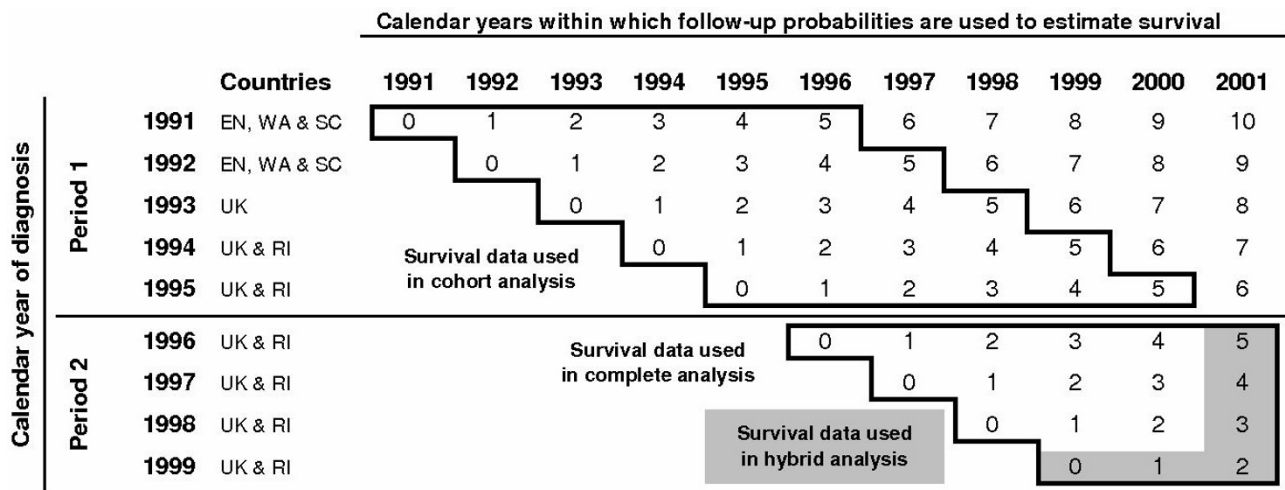 Calendar years within which follow-up probabilities are used to estimate survival
Countries 1991 1992 1993 1994 1995 1996 1997 1998 1999 2000 2001
Calendar year of diagnosis
Period 1
1991 EN, WA & SC 0 1 2 3 4 5 6 7 8 9 10
1992 EN, WA & SC 0 1 2 3 4 5 6 7 8 9
1993 UK 0 1 2 3 4 5 6 7 8
1994 UK & RI 0 1 2 3 4 5 6 7
1995 UK & RI 0 1 2 3 4 5 6
Survival data used
in cohort analysis
Period 2
1996 UK & RI 0 1 2 3 4 5
1997 UK & RI 0 1 2 3 4
1998 UK & RI 0 1 2 3
1999 UK & RI 0 1 2
Survival data used
in complete analysis
Survival data used
in hybrid analysis